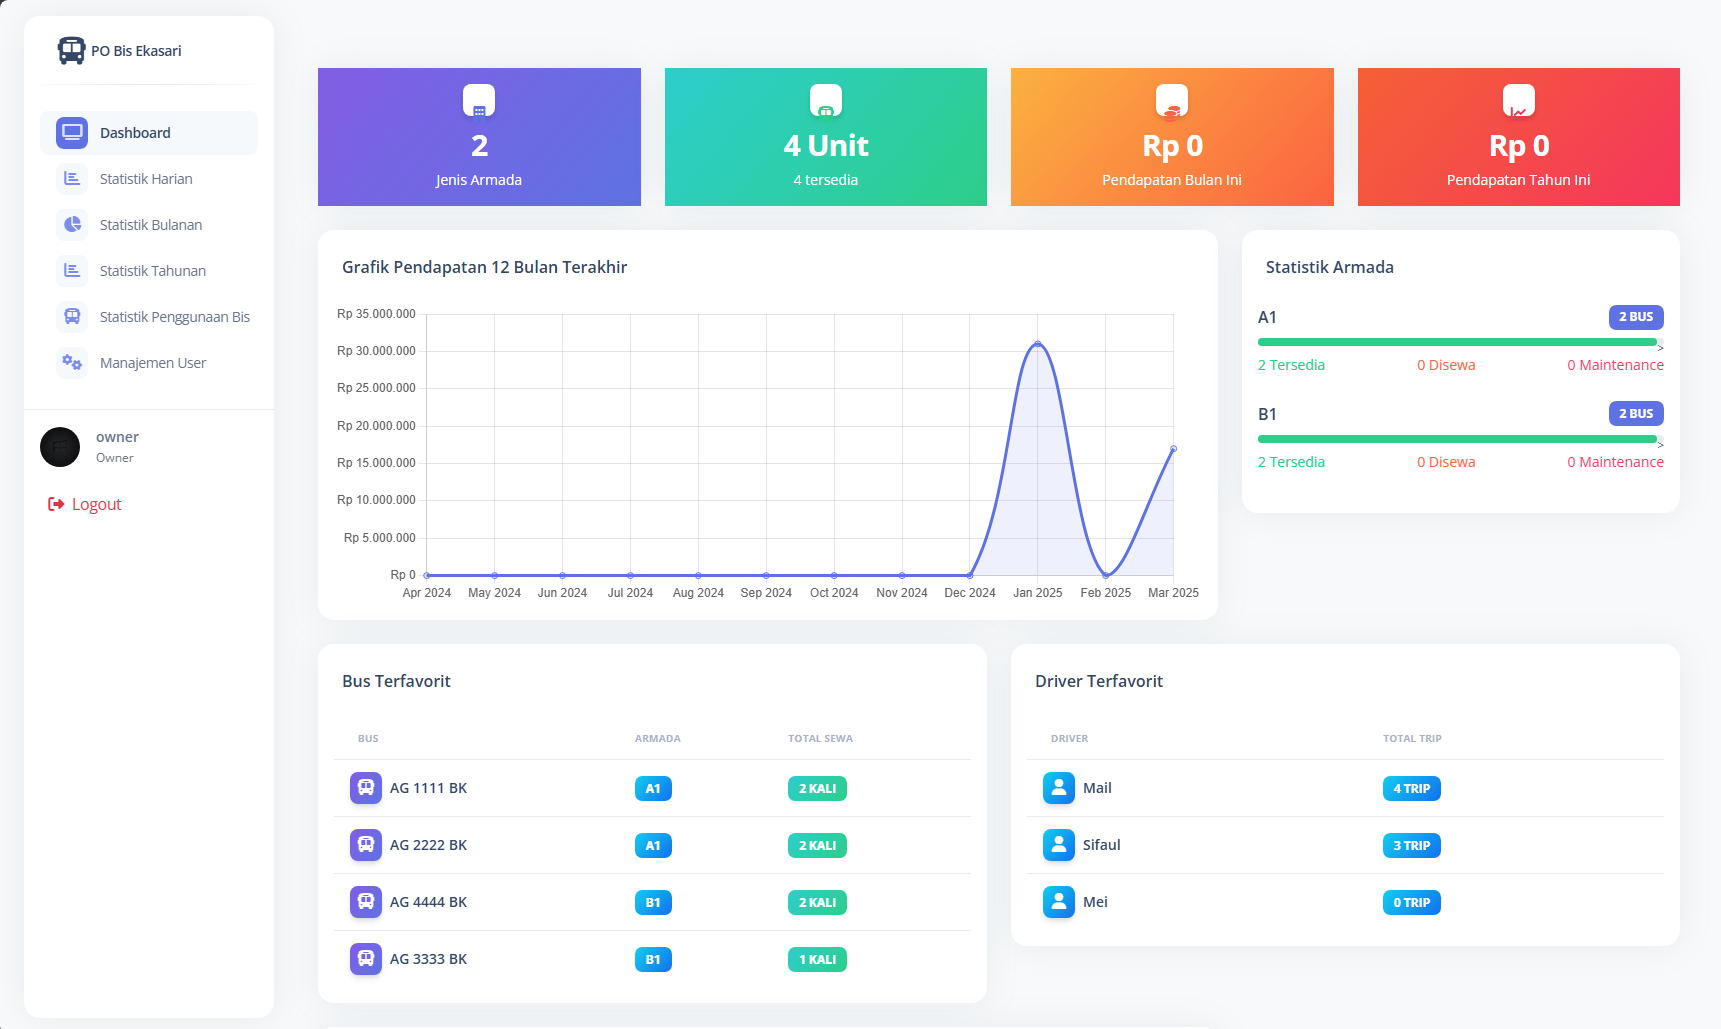 PO Bis Ekasari
Dashboard
Statistik Harian
Statistik Bulanan
Statistik Tahunan
Statistik Penggunaan Bis
Manajemen User
owner
Owner
Logout
2
Jenis Armada
4 Unit
4 tersedia
Rp 0
Pendapatan Bulan Ini
Rp 0
Pendapatan Tahun Ini
Grafik Pendapatan 12 Bulan Terakhir
Rp 35.000.000
Rp 30.000.000
Rp 25.000.000
Rp 20.000.000
Rp 15.000.000
Rp 10.000.000
Rp 5.000.000
Rp 0
Apr 2024 May 2024 Jun 2024 Jul 2024 Aug 2024 Sep 2024 Oct 2024 Nov 2024 Dec 2024 Jan 2025 Feb 2025 Mar 2025
Statistik Armada
A1 2 BUS
>
2 Tersedia 0 Disewa 0 Maintenance
B1 2 BUS
>
2 Tersedia 0 Disewa 0 Maintenance
Bus Terfavorit
BUS ARMADA TOTAL SEWA
AG 1111 BK A1 2 KALI
AG 2222 BK A1 2 KALI
AG 4444 BK B1 2 KALI
AG 3333 BK B1 1 KALI
Driver Terfavorit
DRIVER TOTAL TRIP
Mail 4 TRIP
Sifaul 3 TRIP
Mei 0 TRIP